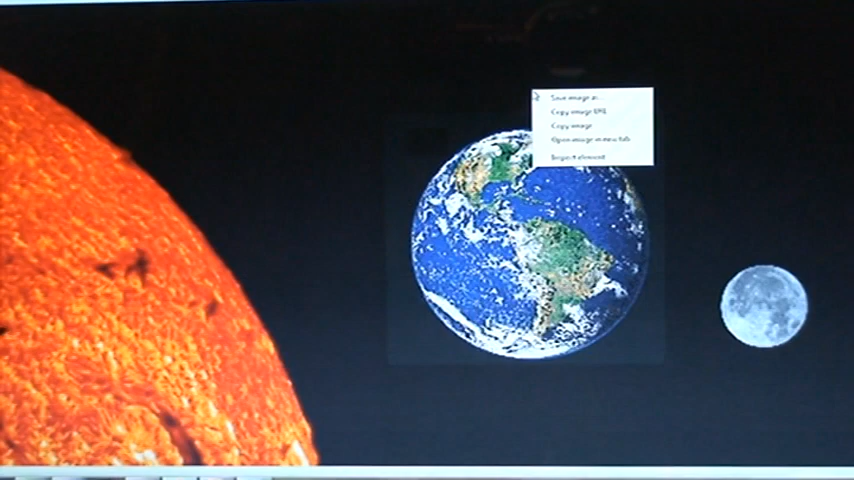 Save image as...
Copy image URL
Copy image
Open image in new tab
Inspect element